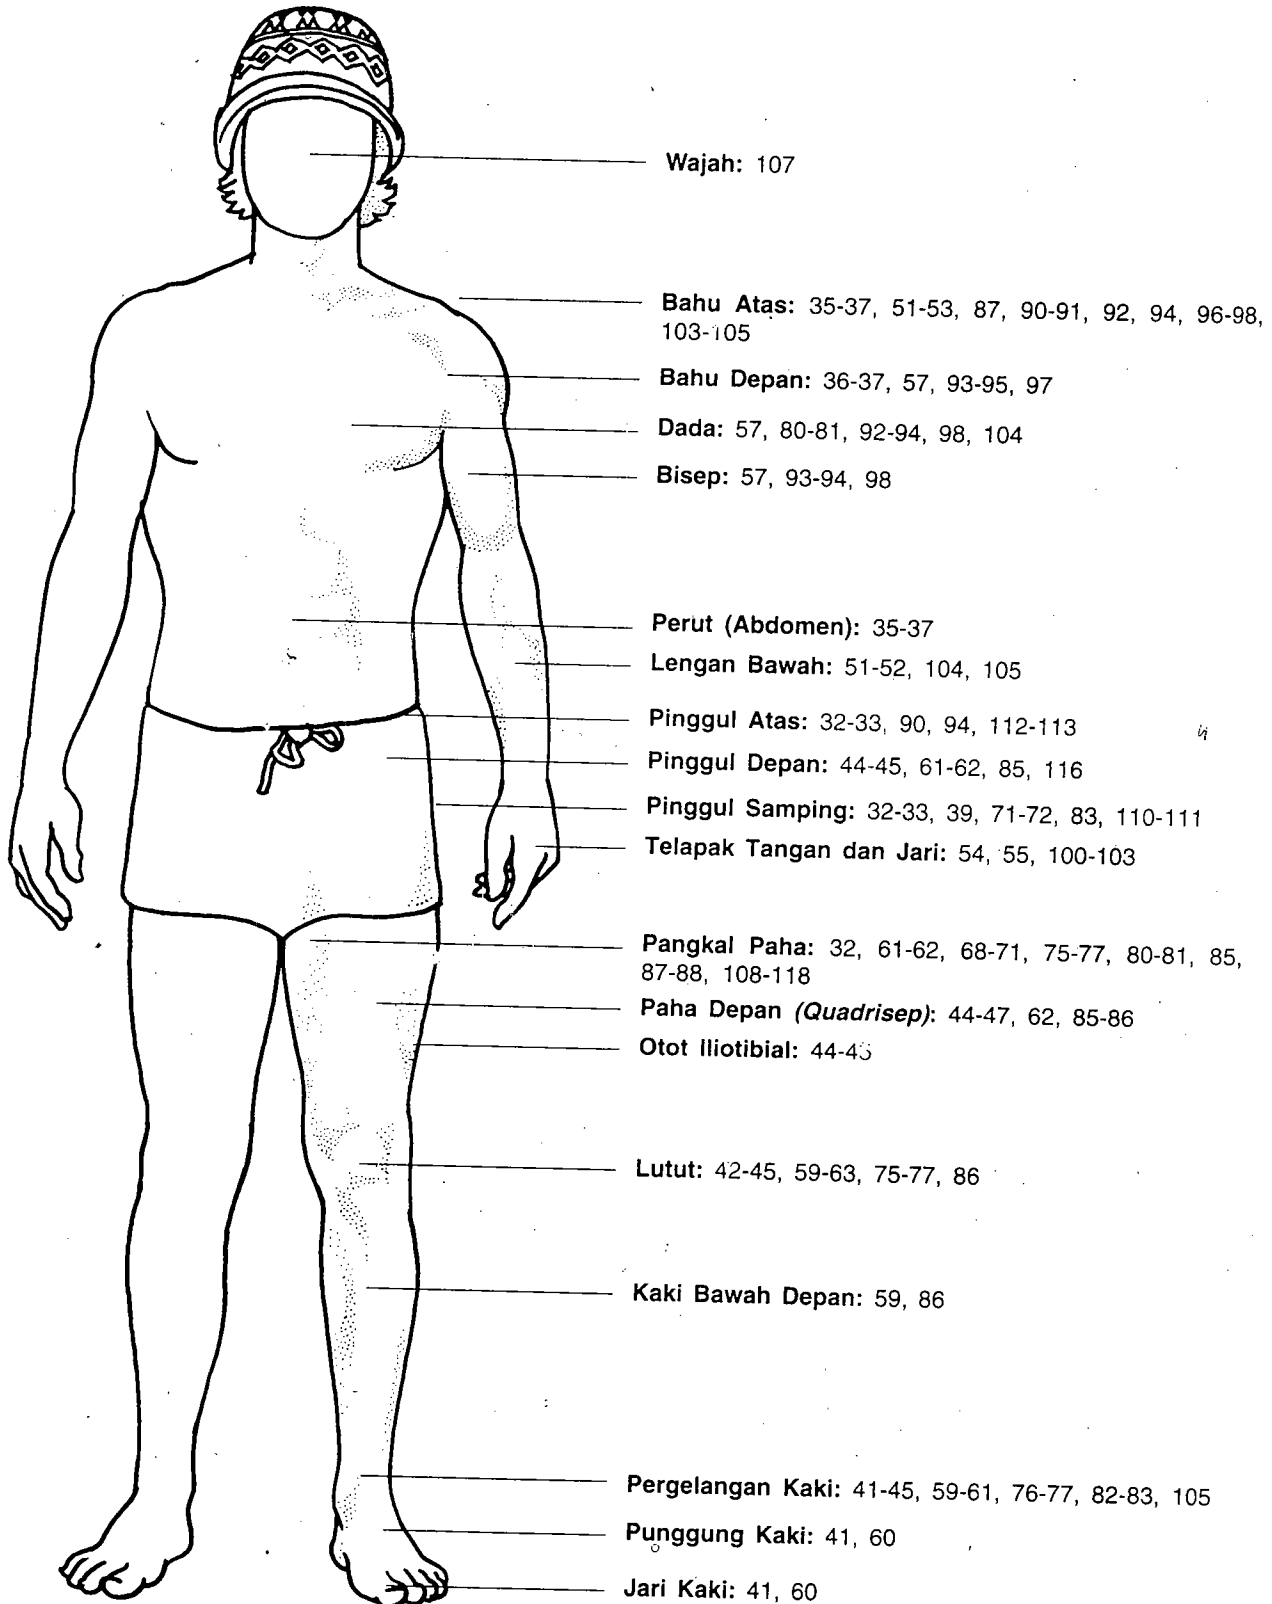 Wajah: 107
Bahu Atas: 35-37, 51-53, 87, 90-91, 92, 94, 96-98,
103-105
Bahu Depan: 36-37, 57, 93-95, 97
Dada: 57, 80-81, 92-94, 98, 104
Bisep: 57, 93-94, 98
Perut (Abdomen): 35-37
Lengan Bawah: 51-52, 104, 105
Pinggul Atas: 32-33, 90, 94, 112-113
Pinggul Depan: 44-45, 61-62, 85, 116
Pinggul Samping: 32-33, 39, 71-72, 83, 110-111
Telapak Tangan dan Jari: 54, 55, 100-103
Pangkal Paha: 32, 61-62, 68-71, 75-77, 80-81, 85,
87-88, 108-118
Paha Depan (Quadrisep): 44-47, 62, 85-86
Otot Iliotibial:
Lutut: 42-45, 59-63, 75-77, 86
Kaki Bawah Depan: 59, 86
Pergelangan Kaki: 41-45, 59-61, 76-77, 82-83, 105
Punggung Kaki: 41, 60
Jari Kaki: 41, 60